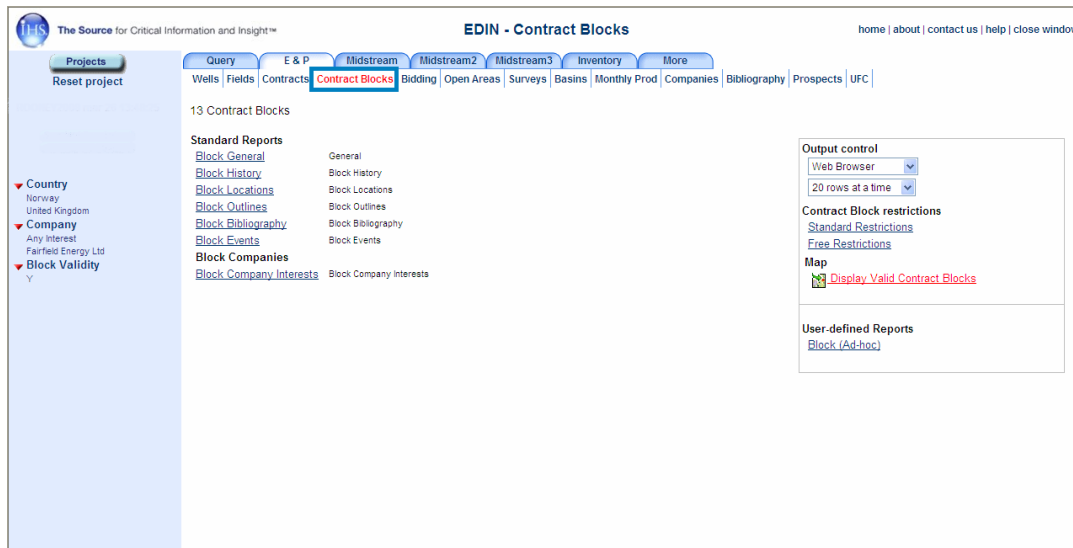 IHS
The Source for Critical Information and Insight™
EDIN - Contract Blocks
home | about | contact us | help | close window
Projects
Reset project
Query E & P Midstream Midstream2 Midstream3 Inventory More
Wells Fields Contracts Contract Blocks Bidding Open Areas Surveys Basins Monthly Prod Companies Bibliography Prospects UFC
13 Contract Blocks
Country
Norway
United Kingdom
Company
Any Interest
Fairfield Energy Ltd
Block Validity
Y
Standard Reports
Block General General
Block History Block History
Block Locations Block Locations
Block Outlines Block Outlines
Block Bibliography Block Bibliography
Block Events Block Events
Block Companies
Block Company Interests Block Company Interests
Output control
Web Browser
20 rows at a time
Contract Block restrictions
Standard Restrictions
Free Restrictions
Map
Display Valid Contract Blocks
User-defined Reports
Block (Ad-hoc)